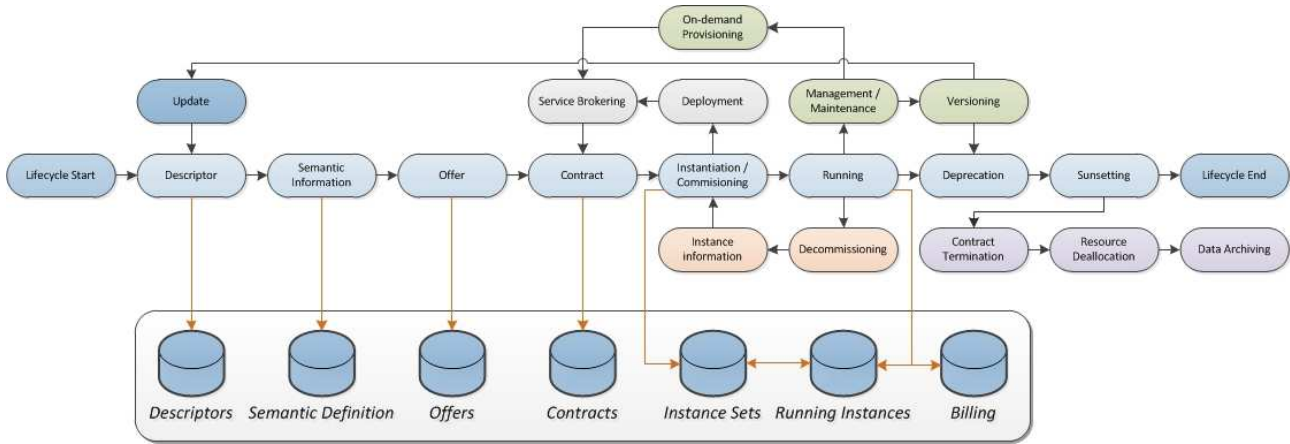 On-demand
Provisioning
Update
Service Brokering
Deployment
Management /
Maintenance
Versioning
Lifecycle Start
Descriptor
Semantic
Information
Offer
Contract
Instantiation /
Commisioning
Running
Deprecation
Sunsetting
Lifecycle End
Instance
information
Decommissioning
Contract
Termination
Resource
Deallocation
Data Archiving
Descriptors
Semantic Definition
Offers
Contracts
Instance Sets
Running Instances
Billing